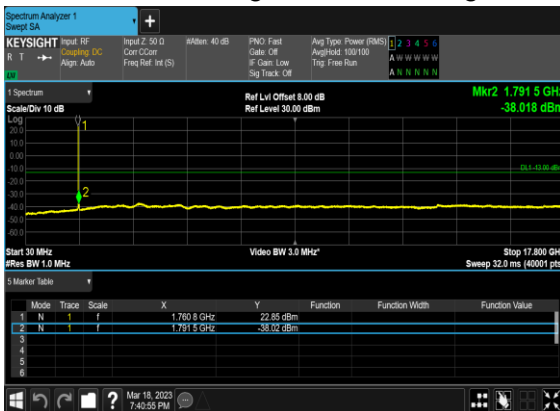 Spectrum Analyzer 1
Swept SA
KEYSIGHT Input: RF Input Z: 50 Ω #Atten: 40 dB PNO: Fast Avg Type: Power (RMS) 1 2 3 4 5 6
R T Coupling: DC Corr CCorr Gate: Off Avg|Hold: 100/100 A W W W W W
Align: Auto Freq Ref: Int (S) IF Gain: Low Trig: Free Run
LV Sig Track: Off A N N N N N
1 Spectrum Ref Lvl Offset 8.00 dB Mkr2 1.791 5 GHz
Scale/Div 10 dB Ref Level 30.00 dBm -38.018 dBm
Log
20.0 1
10.0
0.00
-10.0 DL1 -13.00 dBm
-20.0
-30.0 2
-40.0
-50.0
-60.0
Start 30 MHz Video BW 3.0 MHz* Stop 17.800 GHz
#Res BW 1.0 MHz Sweep 32.0 ms (40001 pts)
5 Marker Table
Mode Trace Scale X Y Function Function Width Function Value
1 N 1 f 1.760 8 GHz 22.85 dBm
2 N 1 f 1.791 5 GHz -38.02 dBm
3
4
5
6
? Mar 18, 2023
7:40:55 PM